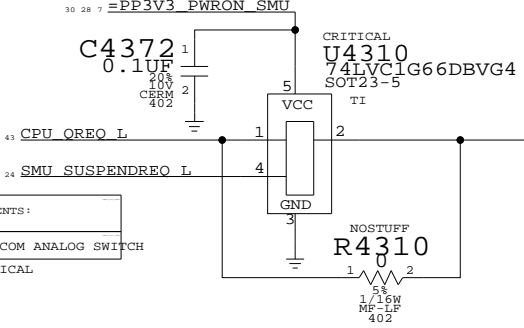 30 28 7 =PP3V3_PWRON_SMU
C4372
0.1UF
20%
10V
CERM
402
1
2
CRITICAL
U4310
74LVC1G66DBVG4
SOT23-5
TI
5
VCC
43 CPU_QREQ_L
1
2
24 SMU_SUSPENDREQ_L
4
GND
3
ENTS:
COM ANALOG SWITCH
ICAL
NOSTUFF
R4310
0
1
2
5%
1/16W
MF-LF
402